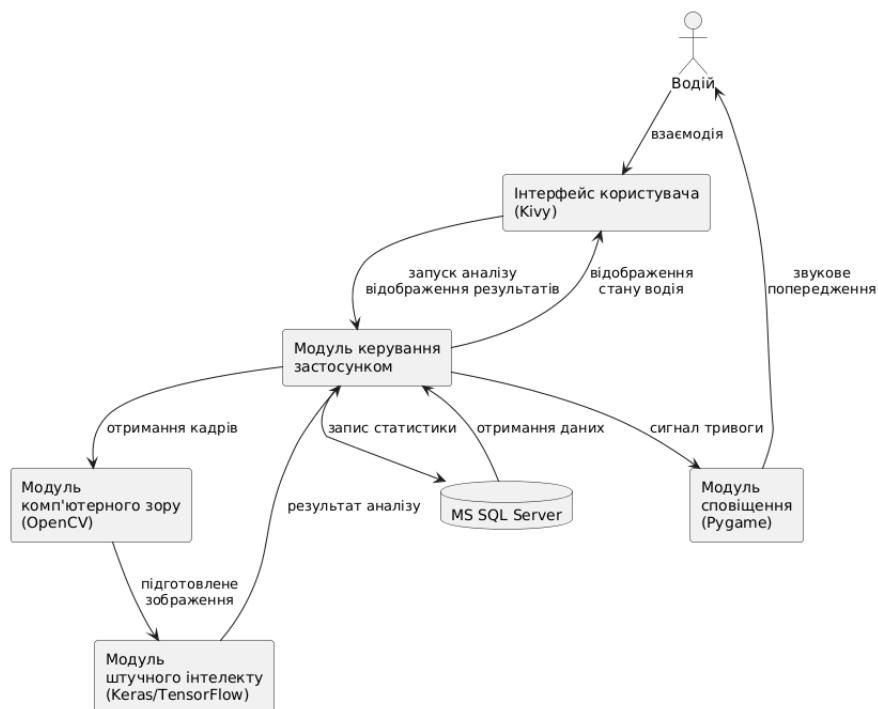 Водій
взаємодія
Інтерфейс користувача
(Kivy)
запуск аналізу
відображення результатів
відображення
стану водія
звукове
попередження
Модуль керування
застосунком
отримання кадрів
запис статистики
отримання даних
сигнал тривоги
Модуль
комп'ютерного зору
(OpenCV)
результат аналізу
MS SQL Server
Модуль
сповіщення
(Pygame)
підготовлене
зображення
Модуль
штучного інтелекту
(Keras/TensorFlow)